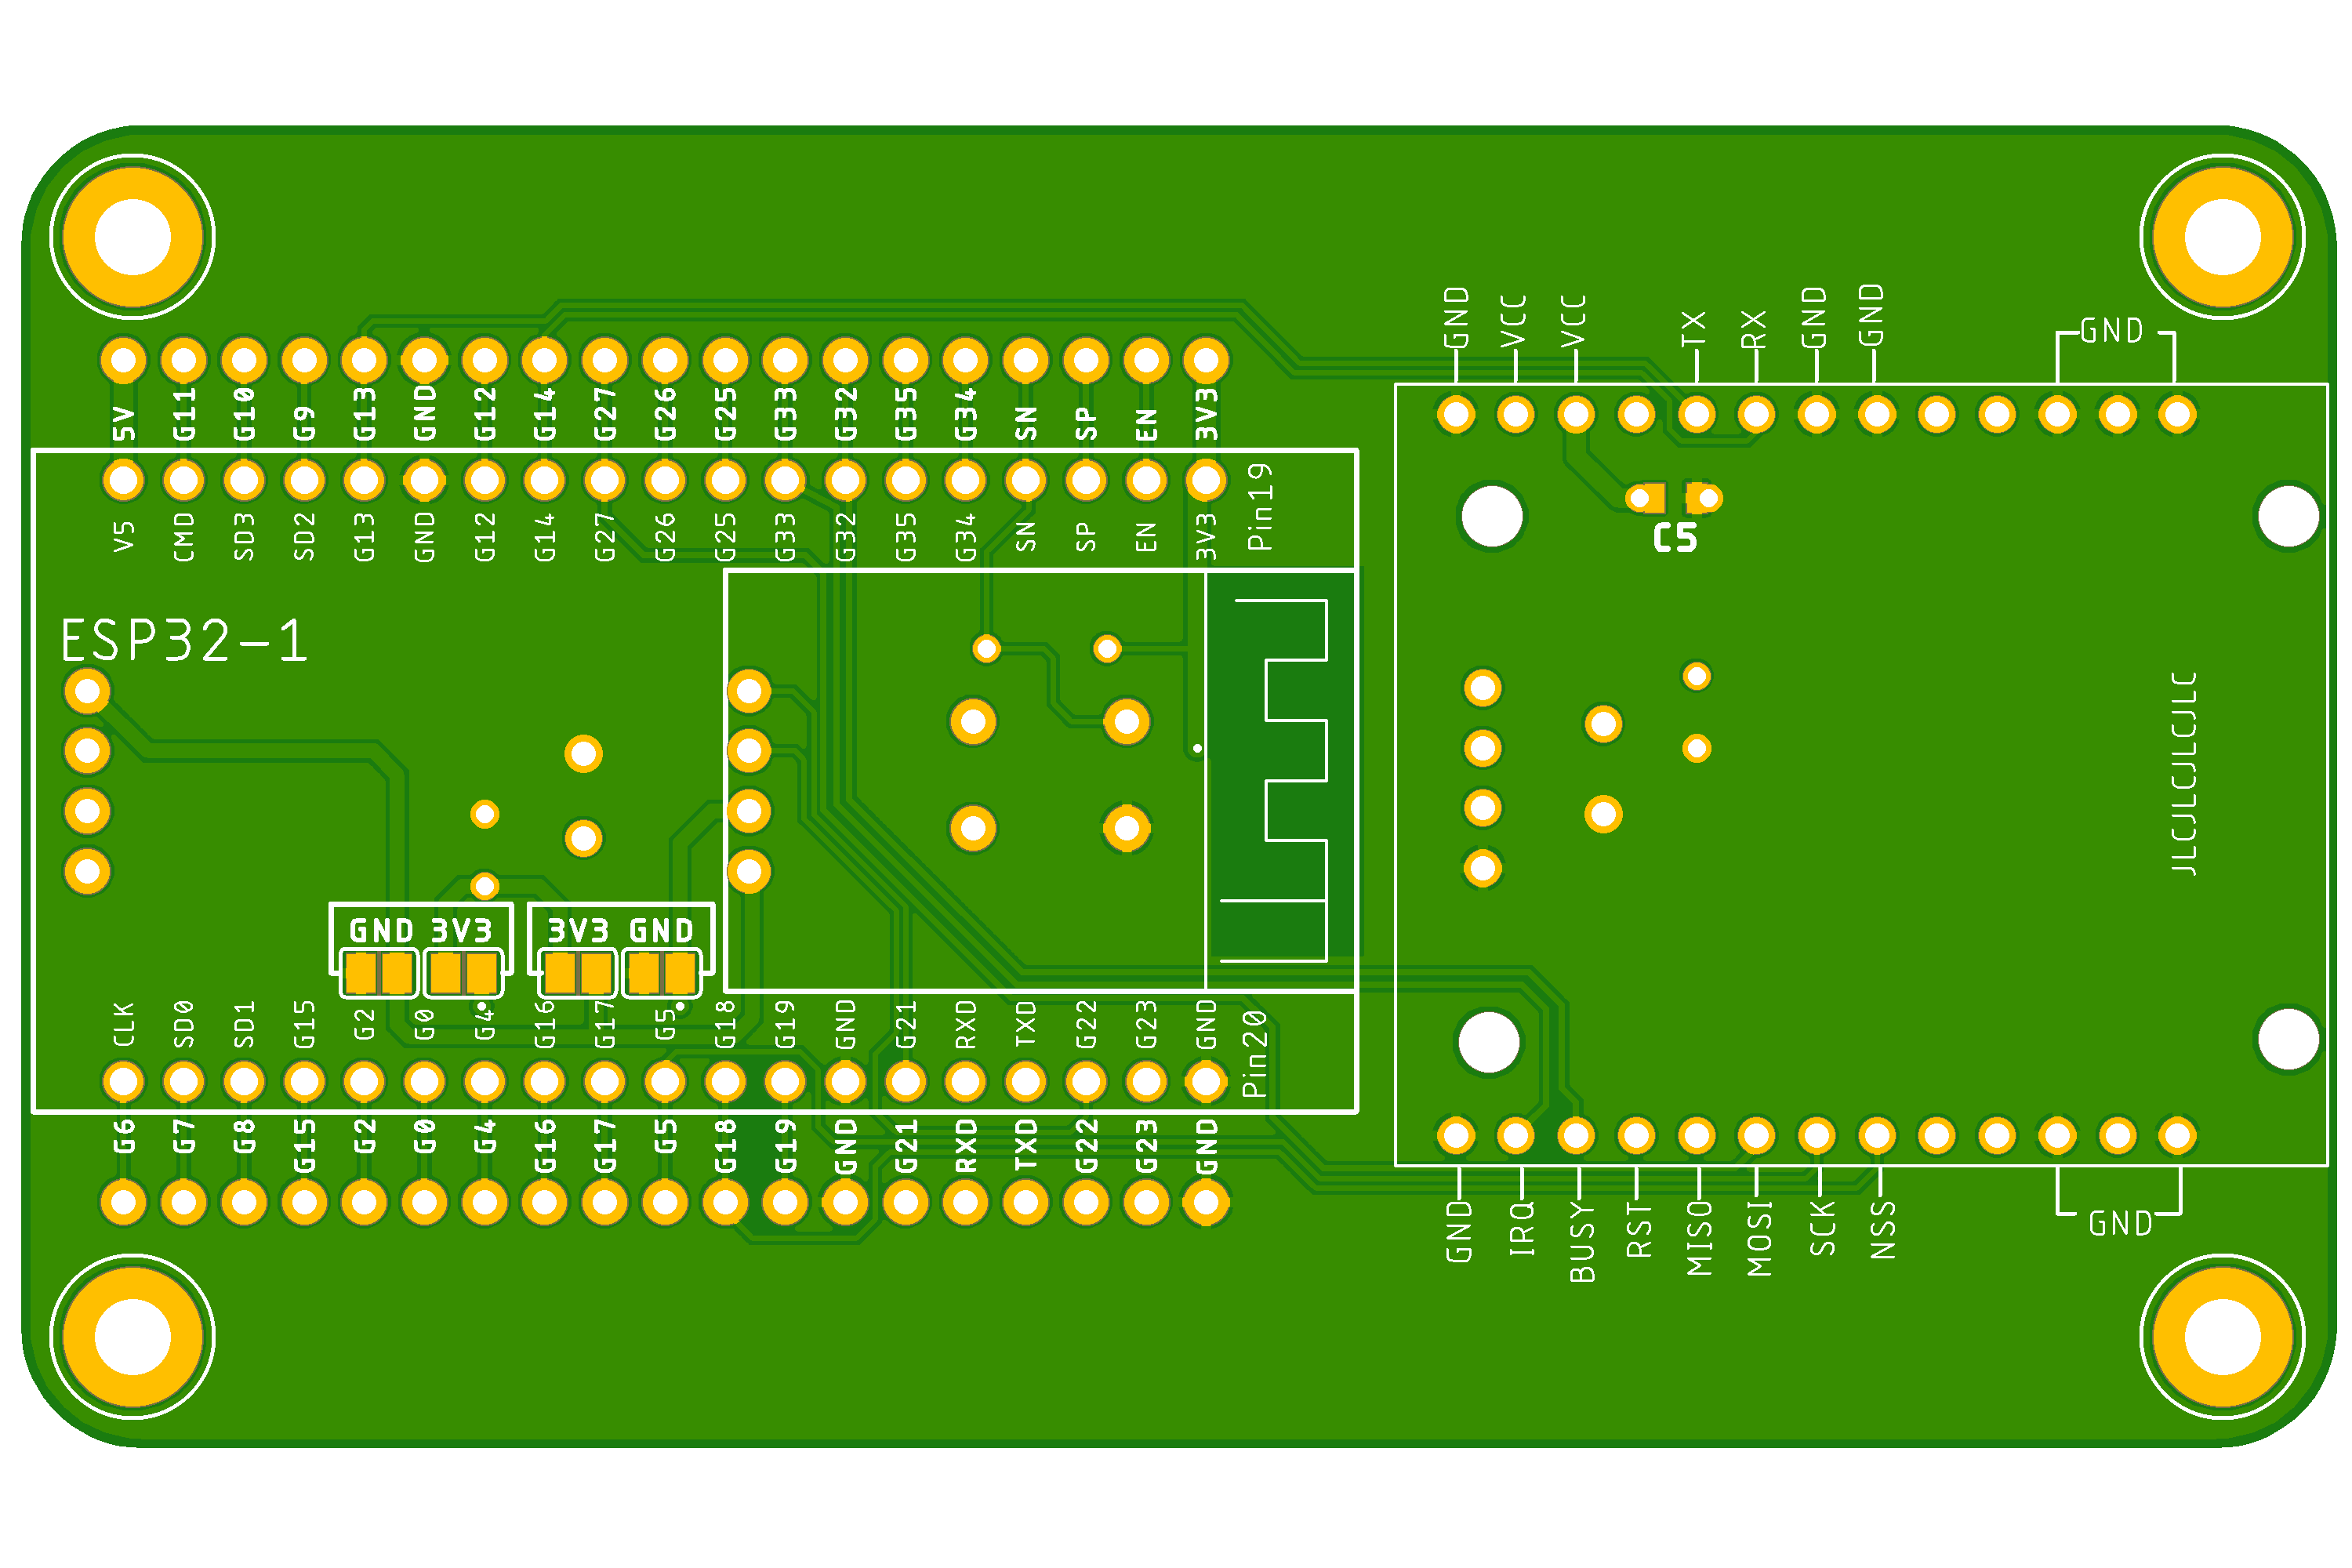 GND VCC VCC TX RX GND GND
GND
5V G11 G10 G9 G13 GND G12 G14 G27 G26 G25 G33 G32 G35 G34 SN SP EN 3V3
V5 CMD SD3 SD2 G13 GND G12 G14 G27 G26 G25 G33 G32 G35 G34 SN SP EN 3V3
Pin19
C5
ESP32-1
JLCJLCJLCJLC
GND 3V3
3V3 GND
CLK SD0 SD1 G15 G2 G0 G4 G16 G17 G5 G18 G19 GND G21 RXD TXD G22 G23 GND
Pin20
G6 G7 G8 G15 G2 G0 G4 G16 G17 G5 G18 G19 GND G21 RXD TXD G22 G23 GND
GND IRQ BUSY RST MISO MOSI SCK NSS
GND